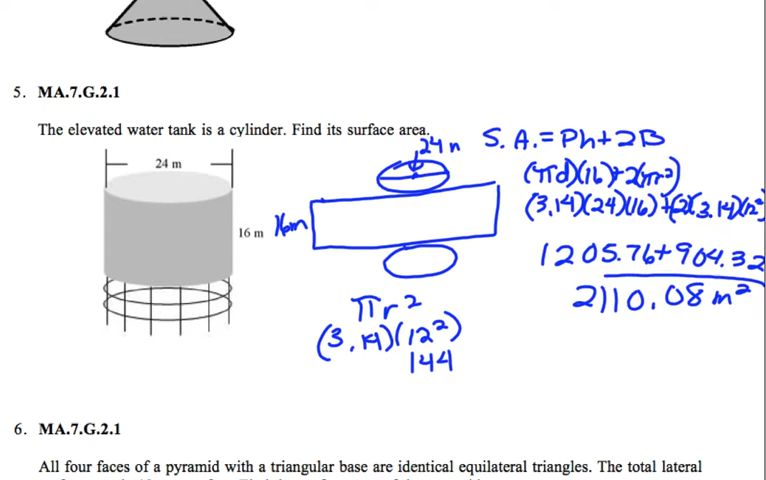 5. MA.7.G.2.1
The elevated water tank is a cylinder. Find its surface area.
24 m
16 m
24 m
16m
πr²
(3.14)(12²)
144
S.A.=Ph+2B
(πd)(16)+2(πr²)
(3.14)(24)(16)+(2)(3.14)(12²)
1205.76+904.32
2110.08 m²
6. MA.7.G.2.1
All four faces of a pyramid with a triangular base are identical equilateral triangles. The total lateral